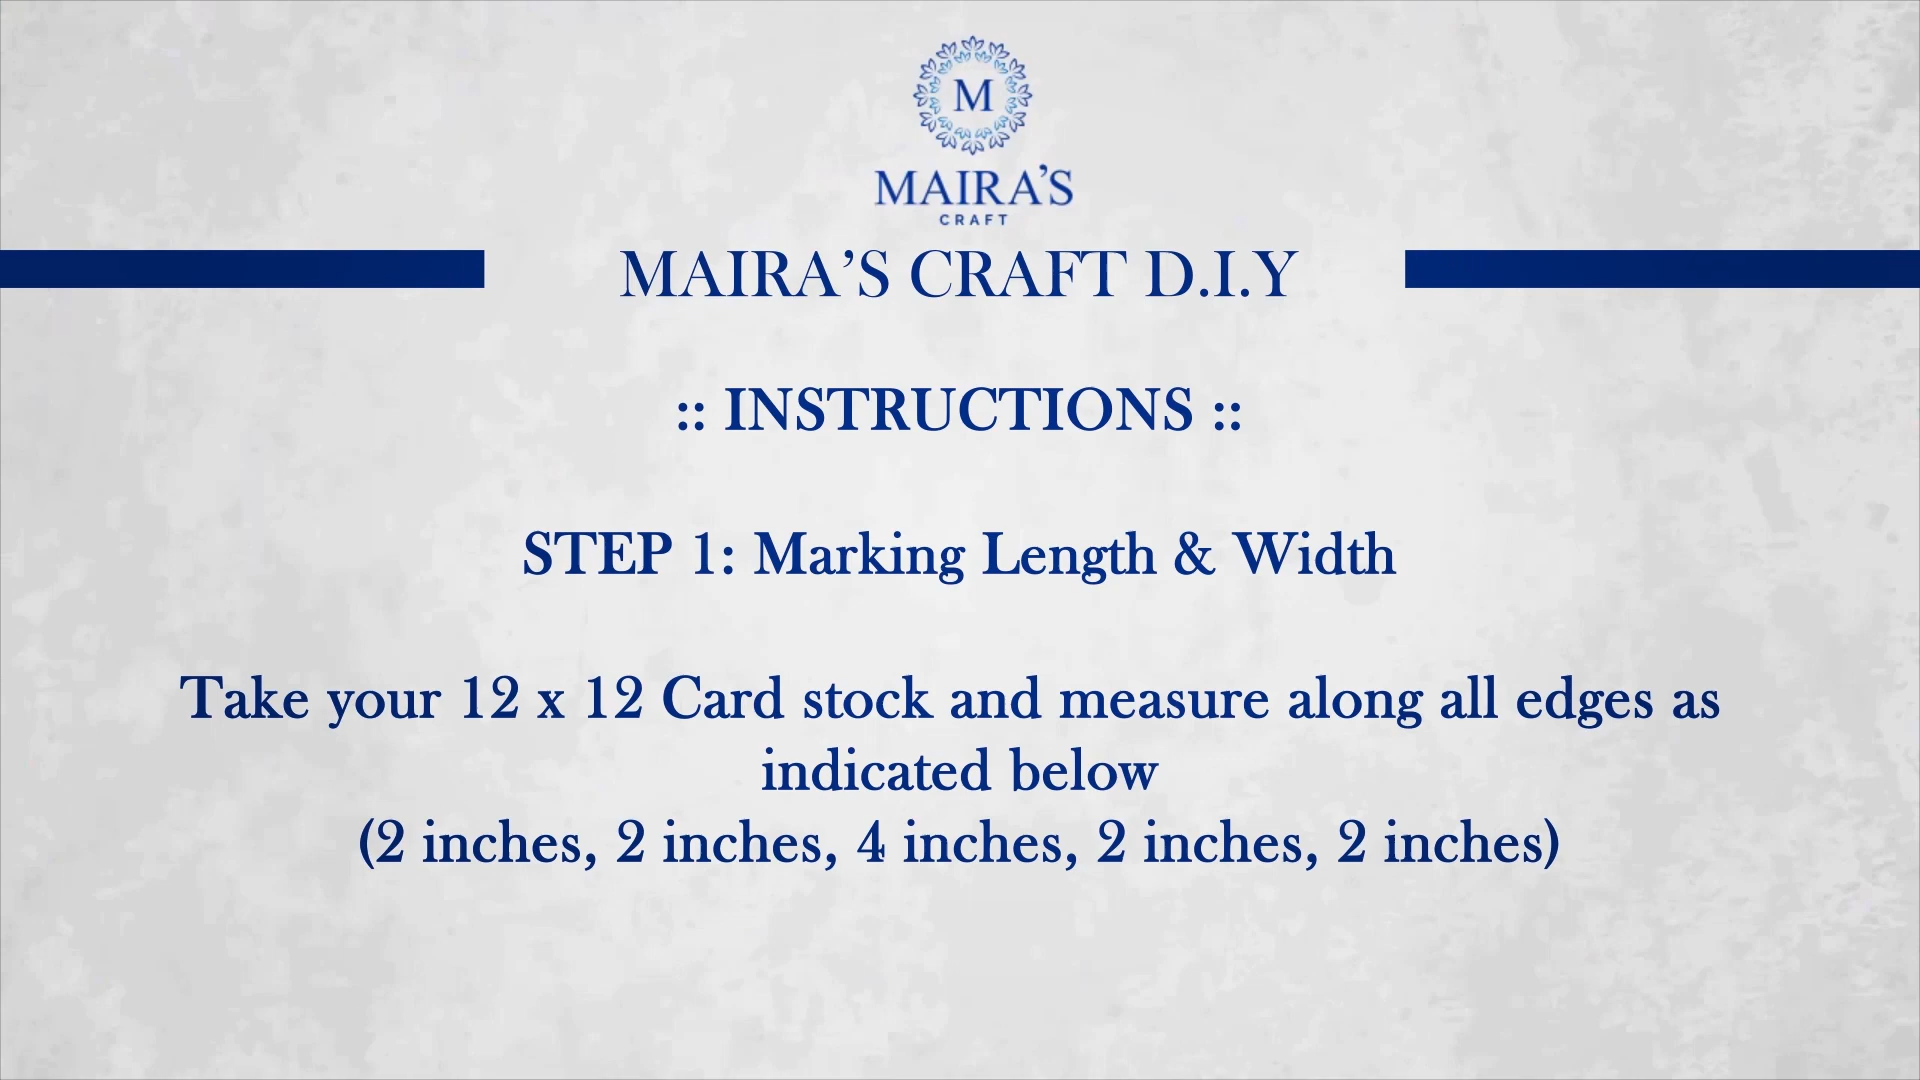 M
MAIRA'S
CRAFT
MAIRA'S CRAFT D.I.Y
:: INSTRUCTIONS ::
STEP 1: Marking Length & Width
Take your 12 x 12 Card stock and measure along all edges as
indicated below
(2 inches, 2 inches, 4 inches, 2 inches, 2 inches)